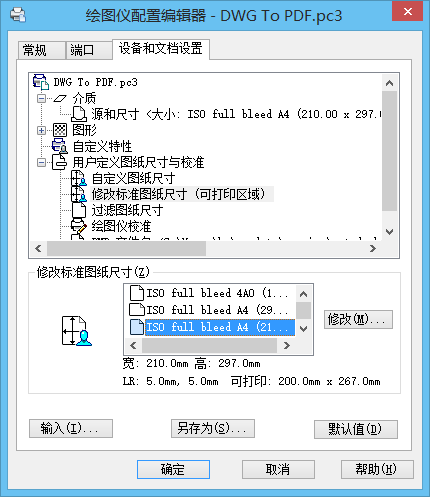 绘图仪配置编辑器 - DWG To PDF.pc3
常规 端口 设备和文档设置
DWG To PDF.pc3
介质
源和尺寸 <大小: ISO full bleed A4 (210.00 x 297.0
图形
自定义特性
用户定义图纸尺寸与校准
自定义图纸尺寸
修改标准图纸尺寸 (可打印区域)
过滤图纸尺寸
绘图仪校准
修改标准图纸尺寸(Z)
ISO full bleed 4A0 (1...
ISO full bleed A4 (29...
ISO full bleed A4 (21...
修改(M)...
宽: 210.0mm 高: 297.0mm
LR: 5.0mm, 5.0mm 可打印: 200.0mm x 267.0mm
输入(I)... 另存为(S)... 默认值(D)
确定 取消 帮助(H)